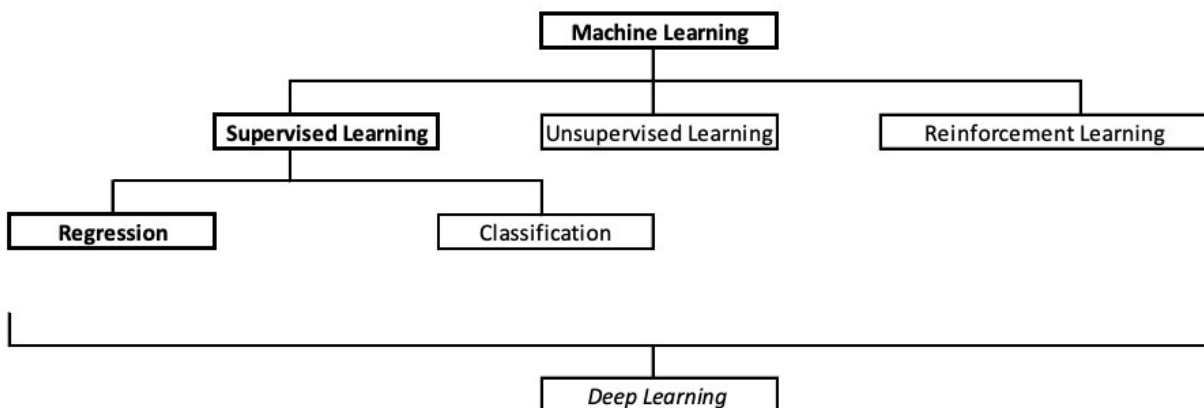 Machine Learning
Supervised Learning
Unsupervised Learning
Reinforcement Learning
Regression
Classification
Deep Learning